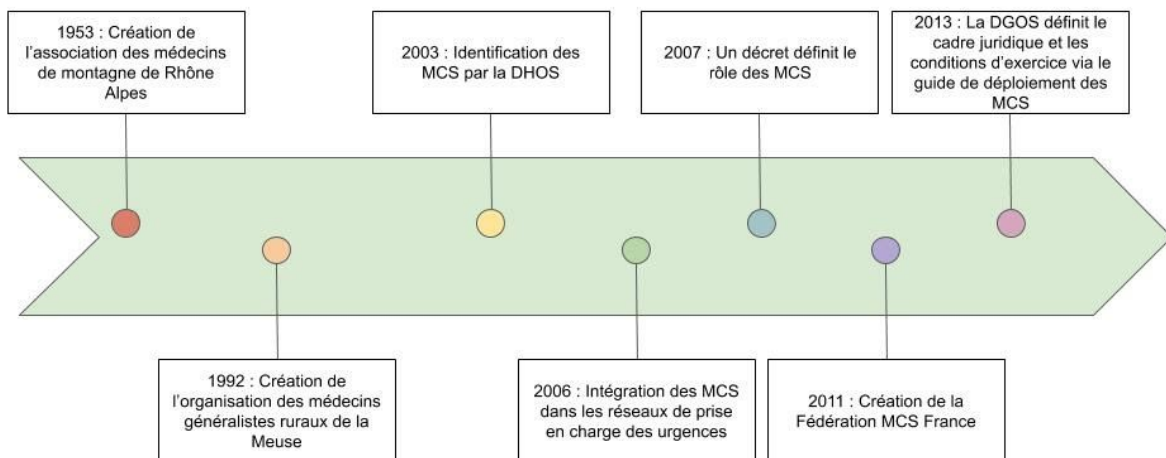 1953 : Création de
l'association des médecins
de montagne de Rhône
Alpes
2003 : Identification des
MCS par la DHOS
2007 : Un décret définit le
rôle des MCS
2013 : La DGOS définit le
cadre juridique et les
conditions d'exercice via le
guide de déploiement des
MCS
1992 : Création de
l'organisation des médecins
généralistes ruraux de la
Meuse
2006 : Intégration des MCS
dans les réseaux de prise
en charge des urgences
2011 : Création de la
Fédération MCS France